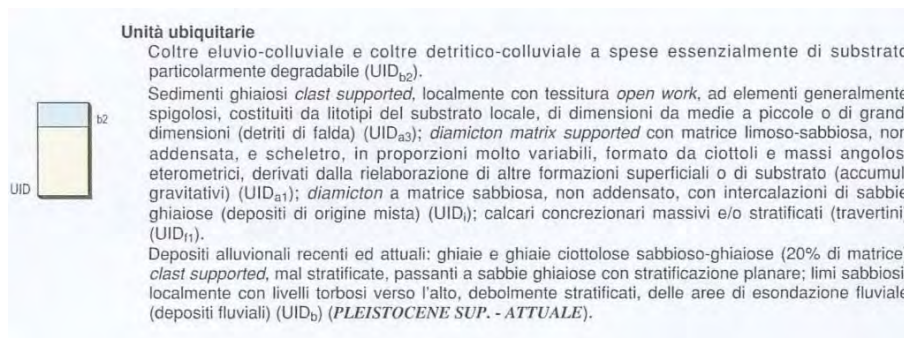 Unità ubiquitarie
Coltre eluvio-colluviale e coltre detritico-colluviale a spese essenzialmente di substrato
particolarmente degradabile (UIDb2).
Sedimenti ghiaiosi clast supported, localmente con tessitura open work, ad elementi generalmente
spigolosi, costituiti da litotipi del substrato locale, di dimensioni da medie a piccole o di grand
dimensioni (detriti di falda) (UIDa3); diamicton matrix supported con matrice limoso-sabbiosa, non
addensata, e scheletro, in proporzioni molto variabili, formato da ciottoli e massi angolos
eterometrici, derivati dalla rielaborazione di altre formazioni superficiali o di substrato (accumul
gravitativi) (UIDa1); diamicton a matrice sabbiosa, non addensato, con intercalazioni di sabbie
ghiaiose (depositi di origine mista) (UIDi); calcari concrezionari massivi e/o stratificati (travertini
(UIDf1).
Depositi alluvionali recenti ed attuali: ghiaie e ghiaie ciottolose sabbioso-ghiaiose (20% di matrice
clast supported, mal stratificate, passanti a sabbie ghiaiose con stratificazione planare; limi sabbiosi
localmente con livelli torbosi verso l'alto, debolmente stratificati, delle aree di esondazione fluviale
(depositi fluviali) (UIDb) (PLEISTOCENE SUP. - ATTUALE).
b2
UID